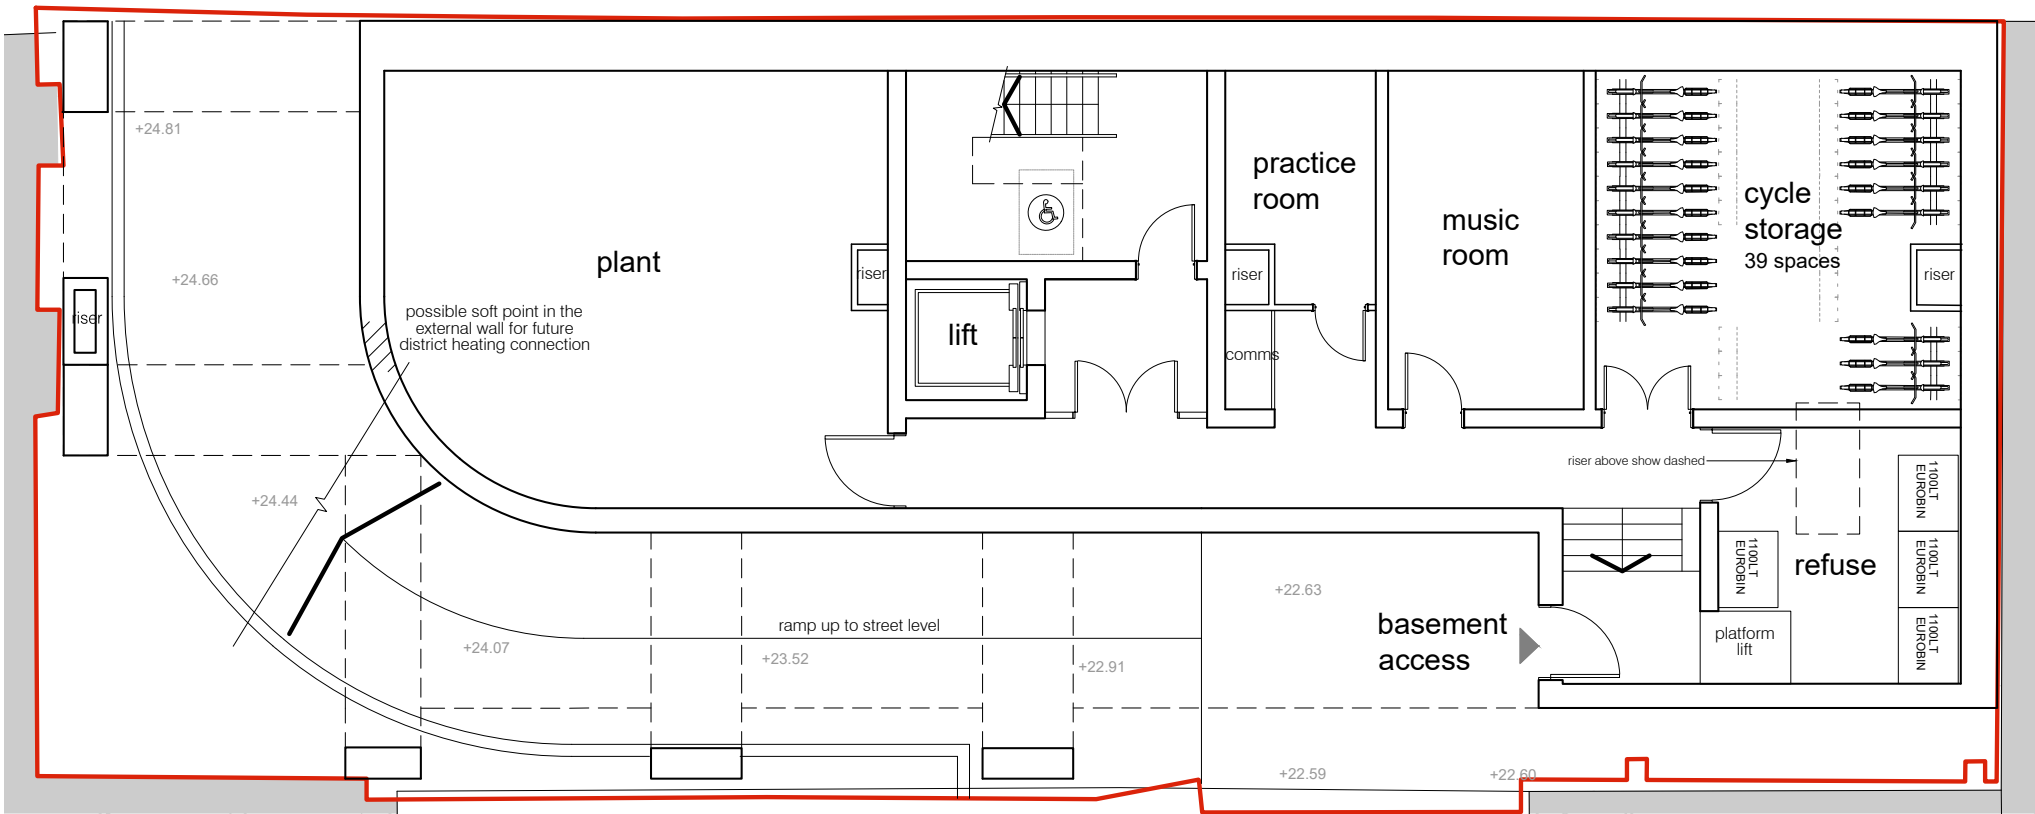 +24.81
+24.66
riser
+24.44
possible soft point in the
external wall for future
district heating connection
plant
riser
lift
practice
room
riser
comms
music
room
cycle
storage
39 spaces
riser
riser above show dashed
1100LT
EUROBIN
1100LT
EUROBIN
1100LT
EUROBIN
1100LT
EUROBIN
refuse
platform
lift
basement
access
ramp up to street level
+24.07
+23.52
+22.91
+22.63
+22.59
+22.60